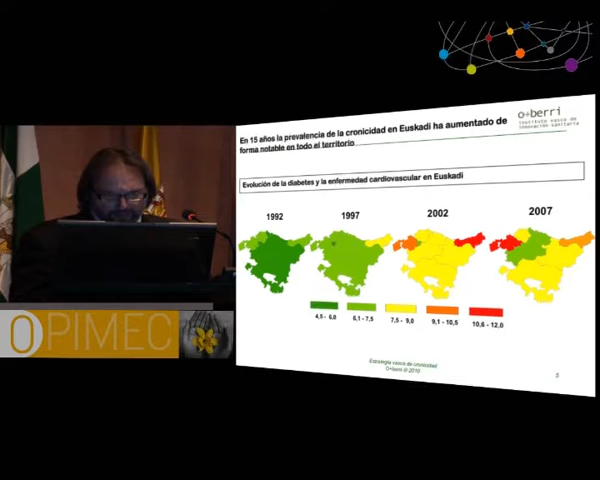 En 15 años la prevalencia de la cronicidad en Euskadi ha aumentado de
forma notable en todo el territorio
o+berri
instituto vasco de
innovación sanitaria
Evolución de la diabetes y la enfermedad cardiovascular en Euskadi
1992 1997 2002 2007
4,5 - 6,0 6,1 - 7,5 7,5 - 9,0 9,1 - 10,5 10,6 - 12,0
Estrategia vasca de cronicidad
O+berri @ 2010
5
OPIMEC